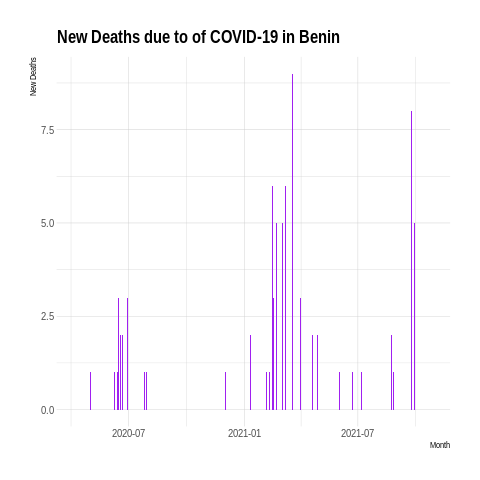 New Deaths due to of COVID-19 in Benin
New Deaths
7.5
5.0
2.5
0.0
2020-07 2021-01 2021-07
Month